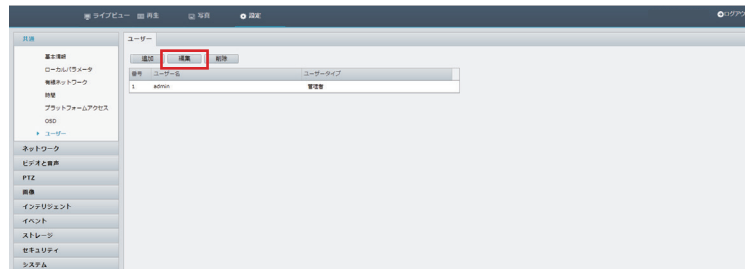 ライブビュー 再生 写真 設定 ログアウ
共通 ユーザー
基本情報
ローカルパラメータ
有線ネットワーク
時間
プラットフォームアクセス
OSD
ユーザー
ネットワーク
ビデオと音声
PTZ
画像
インテリジェント
イベント
ストレージ
セキュリティ
システム
追加 編集 削除
番号 ユーザー名 ユーザータイプ
1 admin 管理者